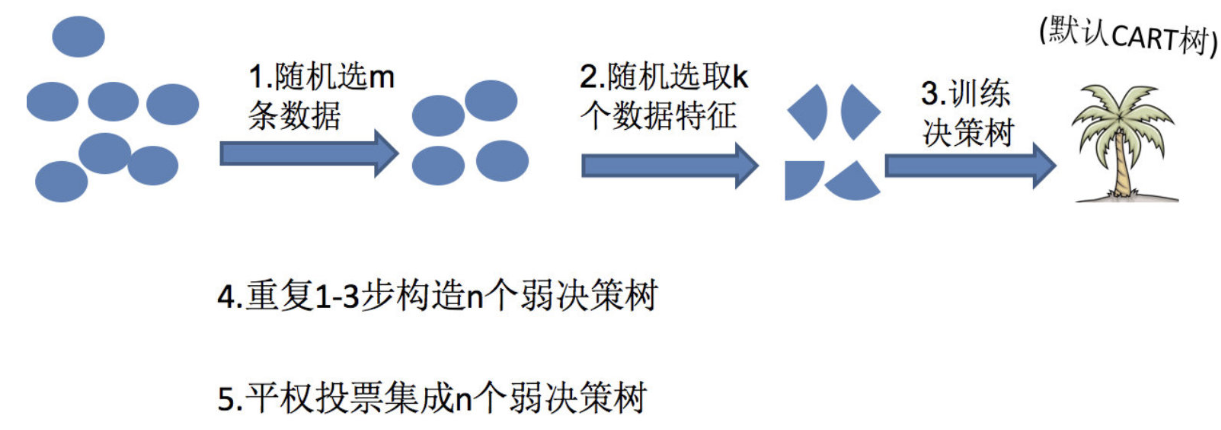 (默认CART树)
1.随机选m
条数据
2.随机选取k
个数据特征
3.训练
决策树
4.重复1-3步构造n个弱决策树
5.平权投票集成n个弱决策树